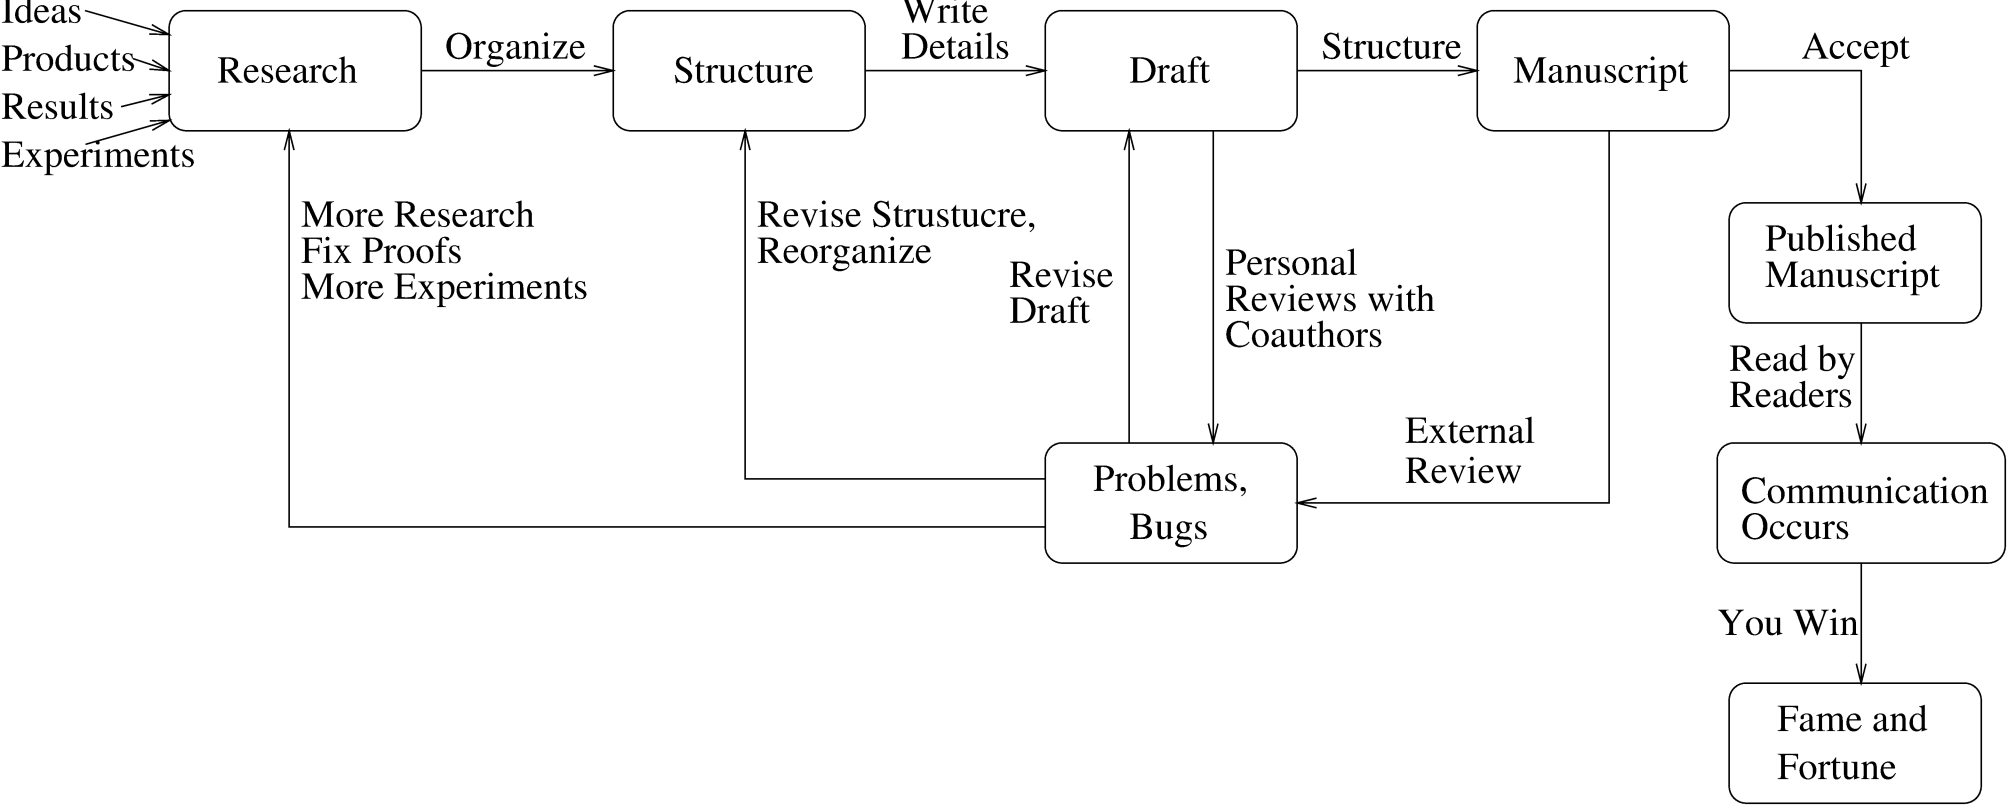 Ideas
Products
Results
Experiments
Research
Organize
Structure
Write
Details
Draft
Structure
Manuscript
Accept
More Research
Fix Proofs
More Experiments
Revise Strustucre,
Reorganize
Revise
Draft
Personal
Reviews with
Coauthors
External
Review
Problems,
Bugs
Published
Manuscript
Read by
Readers
Communication
Occurs
You Win
Fame and
Fortune